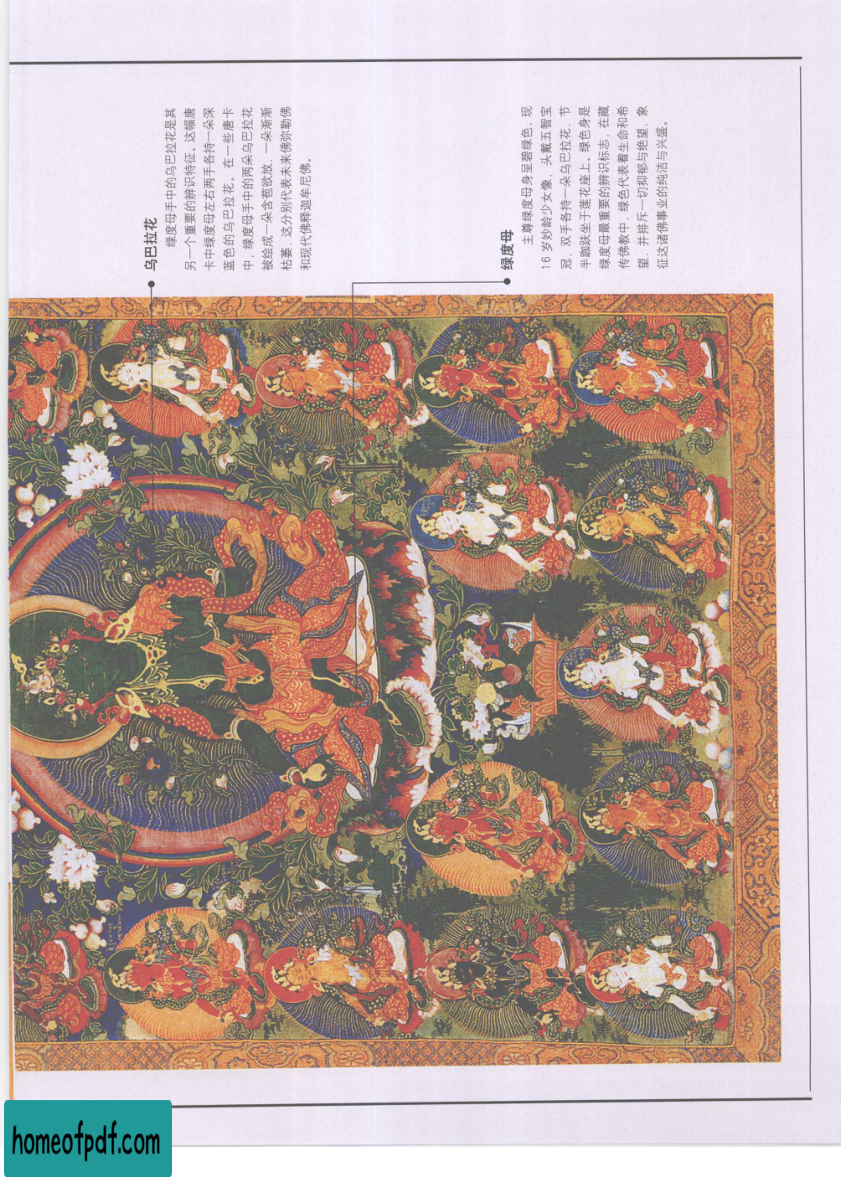 乌巴拉花
绿度母手中的乌巴拉花是其
另一个重要的辨识特征。这幅唐
卡中绿度母左右两手各持一朵深
蓝色的乌巴拉花。在一些唐卡
中，绿度母手中的两朵乌巴拉花
被绘成一朵含苞欲放，一朵渐渐
枯萎，这分别代表未来佛弥勒佛
和现代佛释迦牟尼佛。
绿度母
主尊绿度母身呈碧绿色，现
16 岁妙龄少女像，头戴五智宝
冠，双手各持一朵乌巴拉花，节
半跏趺坐于莲花座上。绿色身是
绿度母最重要的辨识标志，在藏
传佛教中，绿色代表着生命和希
望，并排斥一切抑郁与绝望，象
征这诸佛事业的纯洁与兴盛。
homeofpdf.com